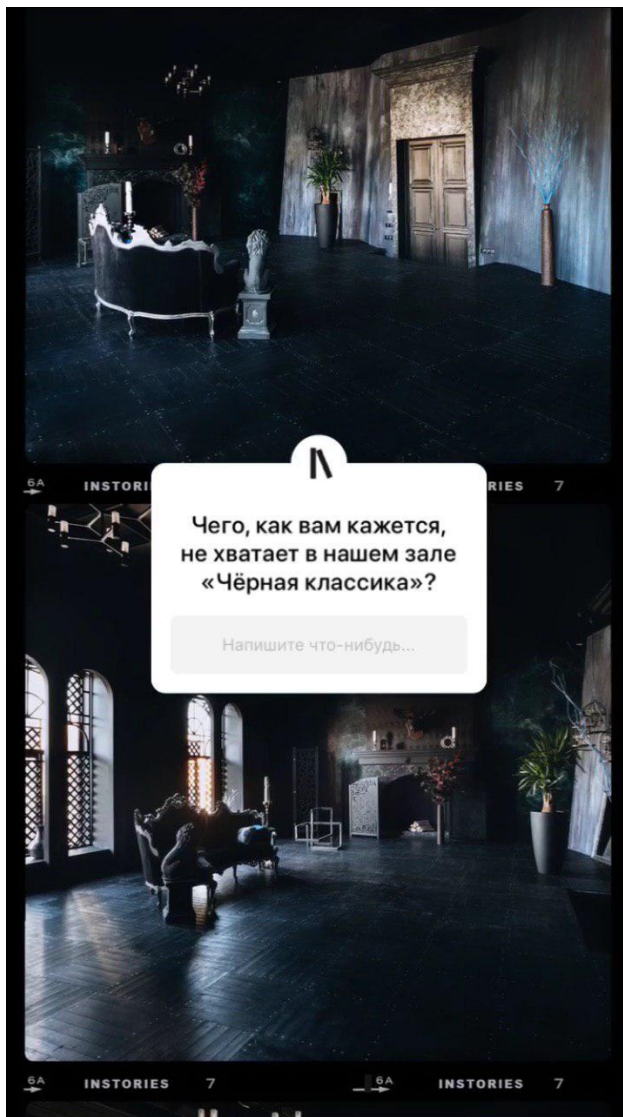 6A INSTORI RIES 7
Чего, как вам кажется,
не хватает в нашем зале
«Чёрная классика»?
Напишите что-нибудь...
6A INSTORIES 7 6A INSTORIES 7